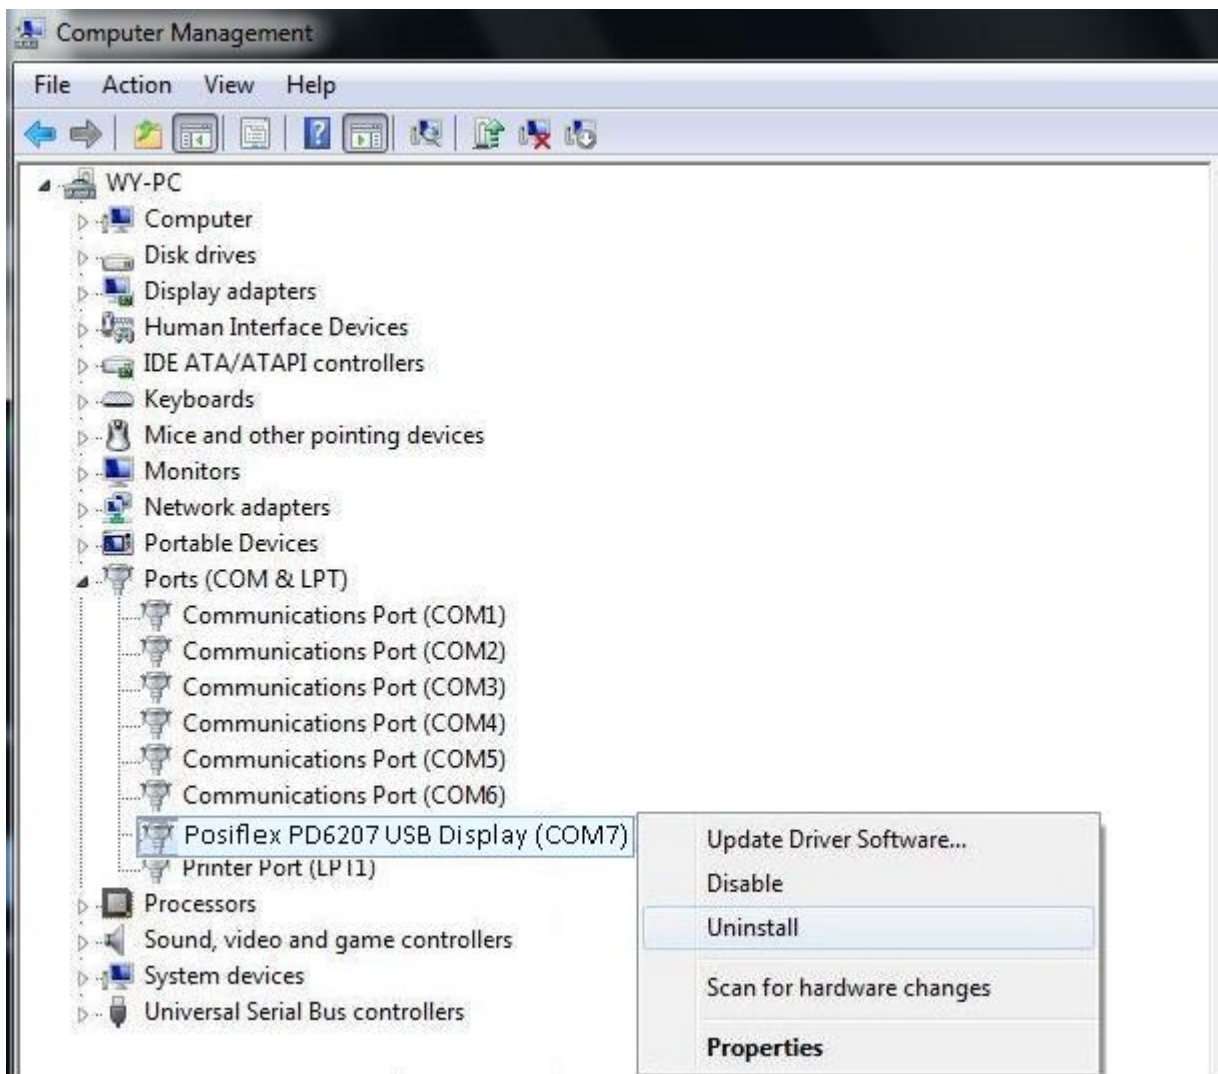 Computer Management
File Action View Help
WY-PC
Computer
Disk drives
Display adapters
Human Interface Devices
IDE ATA/ATAPI controllers
Keyboards
Mice and other pointing devices
Monitors
Network adapters
Portable Devices
Ports (COM & LPT)
Communications Port (COM1)
Communications Port (COM2)
Communications Port (COM3)
Communications Port (COM4)
Communications Port (COM5)
Communications Port (COM6)
Posiflex PD6207 USB Display (COM7)
Printer Port (LPT1)
Processors
Sound, video and game controllers
System devices
Universal Serial Bus controllers
Update Driver Software...
Disable
Uninstall
Scan for hardware changes
Properties